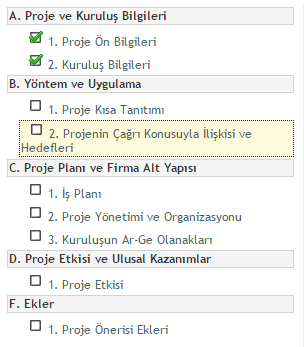 A. Proje ve Kuruluş Bilgileri
1. Proje Ön Bilgileri
2. Kuruluş Bilgileri
B. Yöntem ve Uygulama
1. Proje Kısa Tanıtımı
2. Projenin Çağrı Konusuyla İlişkisi ve
Hedefleri
C. Proje Planı ve Firma Alt Yapısı
1. İş Planı
2. Proje Yönetimi ve Organizasyonu
3. Kuruluşun Ar-Ge Olanakları
D. Proje Etkisi ve Ulusal Kazanımlar
1. Proje Etkisi
F. Ekler
1. Proje Önerisi Ekleri